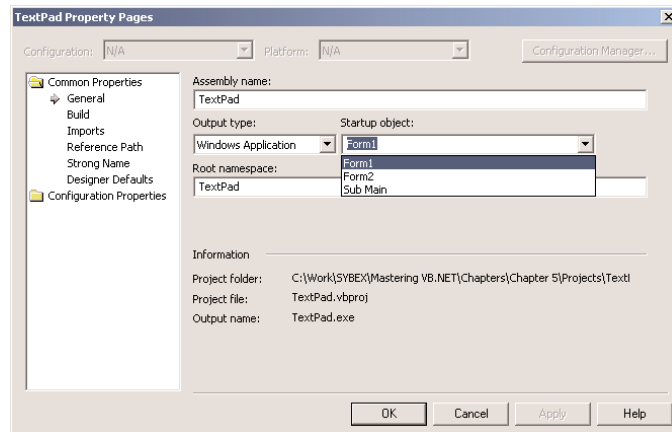 TextPad Property Pages
Configuration: N/A Platform: N/A Configuration Manager...
Common Properties
General
Build
Imports
Reference Path
Strong Name
Designer Defaults
Configuration Properties
Assembly name:
TextPad
Output type: Startup object:
Windows Application Form1
Form1
Form2
Sub Main
Root namespace:
TextPad
Information
Project folder: C:\Work\SYBEX\Mastering VB.NET\Chapters\Chapter 5\Projects\Text
Project file: TextPad.vbproj
Output name: TextPad.exe
OK Cancel Apply Help